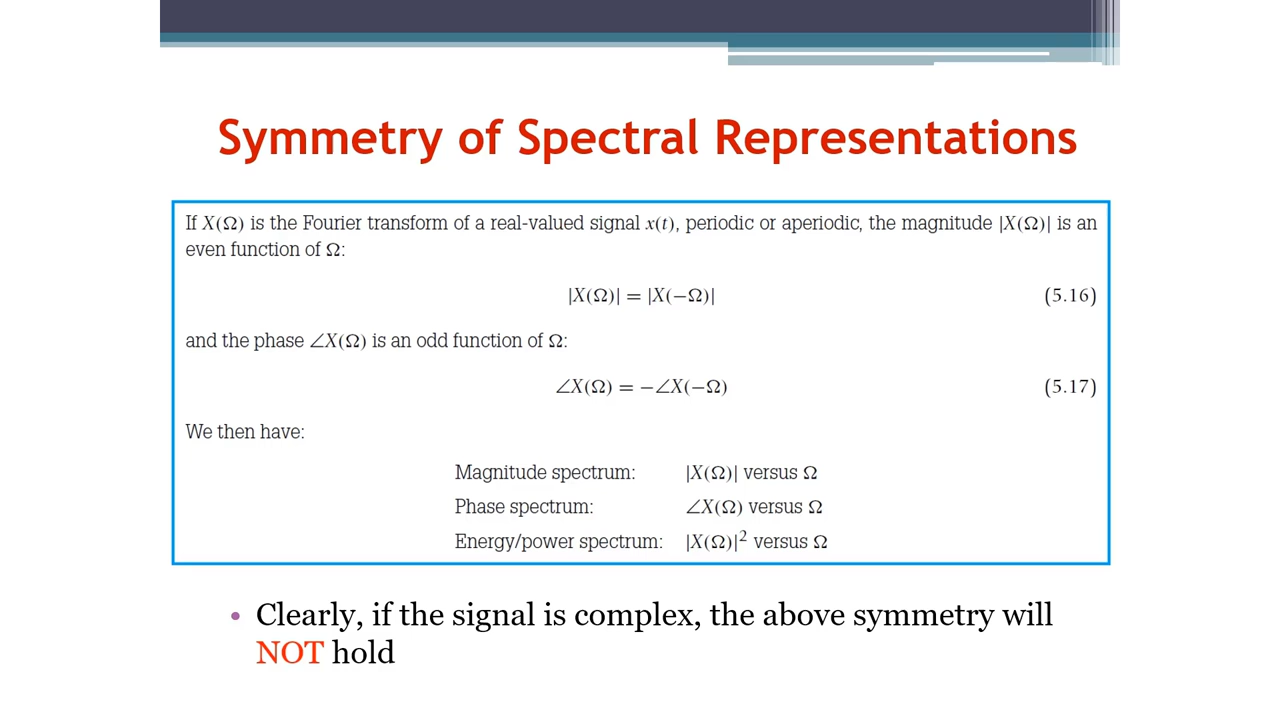 Symmetry of Spectral Representations
If X(Ω) is the Fourier transform of a real-valued signal x(t), periodic or aperiodic, the magnitude |X(Ω)| is an
even function of Ω:
|X(Ω)| = |X(−Ω)| (5.16)
and the phase ∠X(Ω) is an odd function of Ω:
∠X(Ω) = −∠X(−Ω) (5.17)
We then have:
Magnitude spectrum: |X(Ω)| versus Ω
Phase spectrum: ∠X(Ω) versus Ω
Energy/power spectrum: |X(Ω)|² versus Ω
• Clearly, if the signal is complex, the above symmetry will
NOT hold